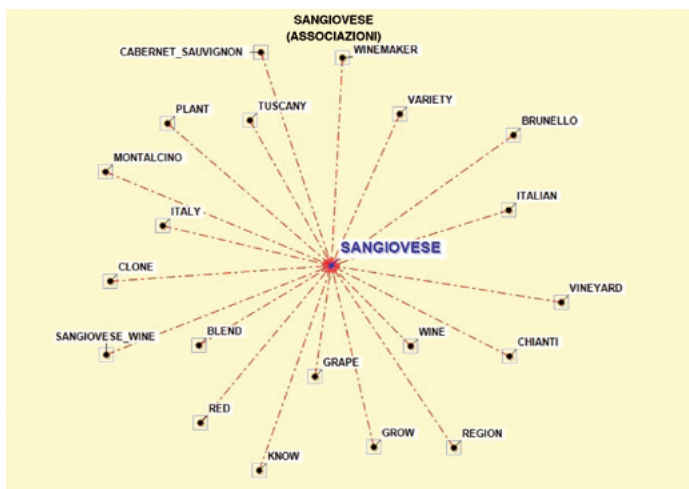 SANGIOVESE
(ASSOCIAZIONI)
CABERNET_SAUVIGNON
WINEMAKER
PLANT
TUSCANY
VARIETY
BRUNELLO
MONTALCINO
ITALY
ITALIAN
SANGIOVESE
CLONE
VINEYARD
SANGIOVESE_WINE
BLEND
WINE
CHIANTI
GRAPE
RED
GROW
REGION
KNOW